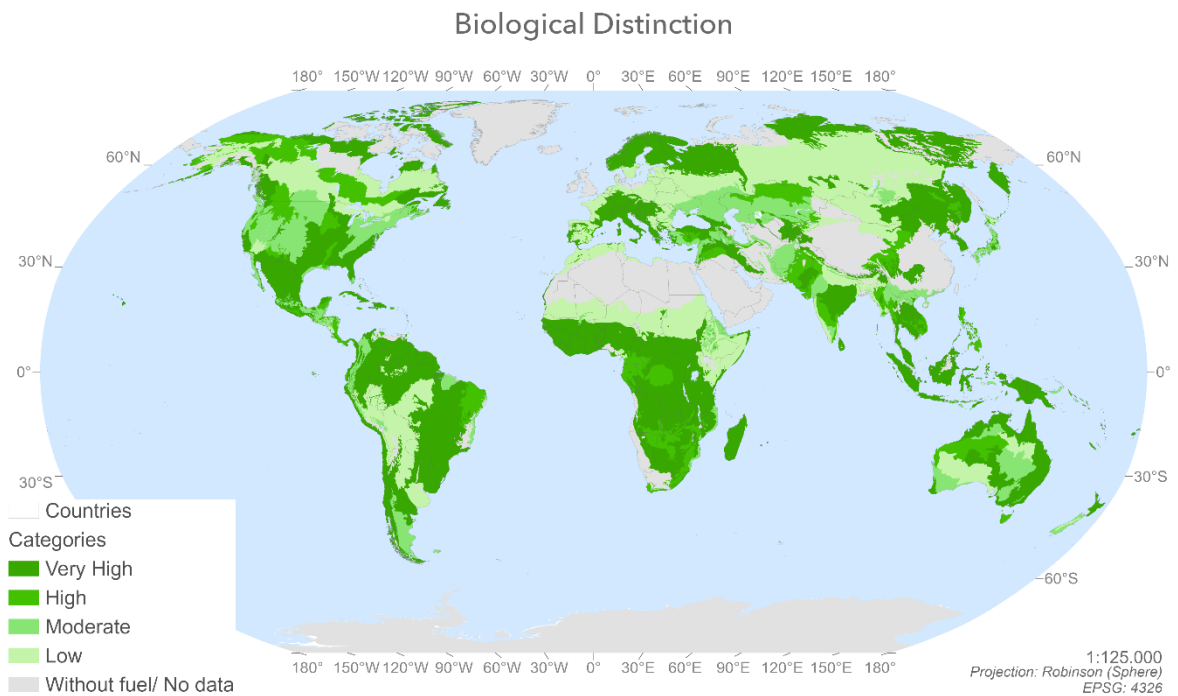 Biological Distinction
180° 150°W 120°W 90°W 60°W 30°W 0° 30°E 60°E 90°E 120°E 150°E 180°
60°N 60°N
30°N 30°N
0° 0°
30°S 30°S
60°S
Countries
Categories
Very High
High
Moderate
Low
Without fuel/ No data
180° 150°W 120°W 90°W 60°W 30°W 0° 30°E 60°E 90°E 120°E 150°E 180°
1:125.000
Projection: Robinson (Sphere)
EPSG: 4326